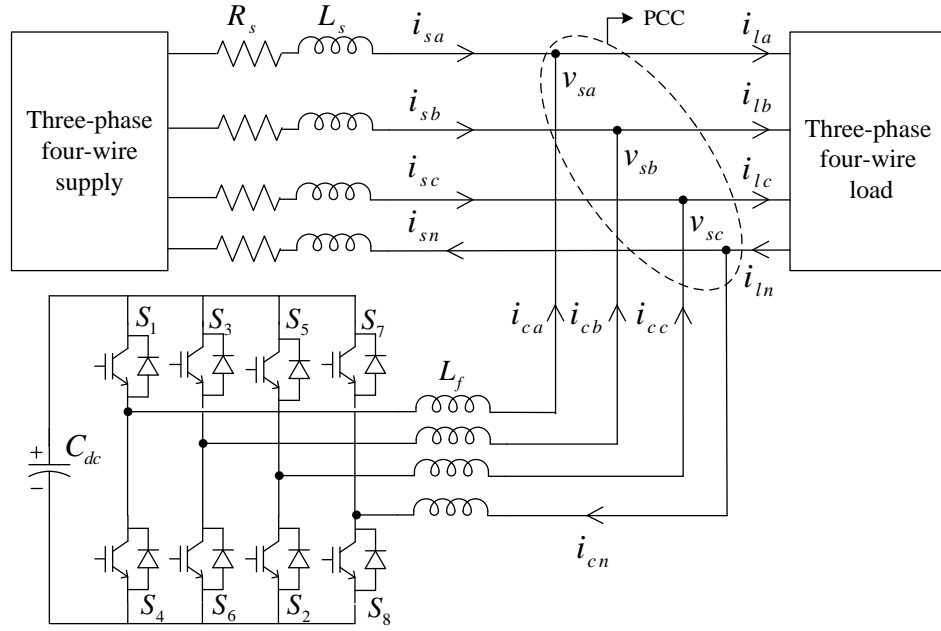 R_s L_s i_sa PCC i_la
v_sa
Three-phase
four-wire
supply
i_sb i_lb
Three-phase
four-wire
load
v_sb
i_sc i_lc
i_sn v_sc
i_ln
S_1 S_3 S_5 S_7
i_ca i_cb i_cc
L_f
+
C_dc
−
i_cn
S_4 S_6 S_2 S_8